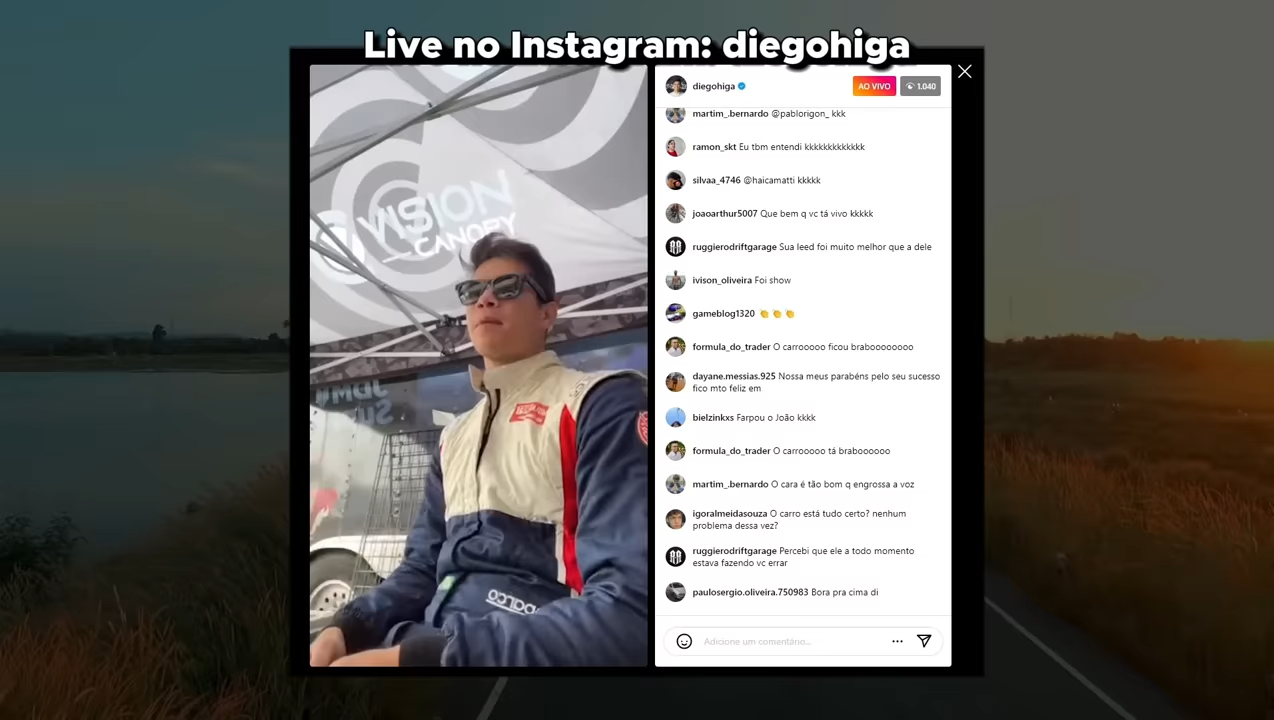 Live no Instagram: diegohiga
VISION
CANOPY
diegohiga
AO VIVO
1.040
martim_.bernardo @pablorigon_ kkk
ramon_skt Eu tbm entendi kkkkkkkkkkkkk
silvaa_4746 @haicamatti kkkkk
joaoarthur5007 Que bem q vc tá vivo kkkkk
ruggierodriftgarage Sua leed foi muito melhor que a dele
ivison_oliveira Foi show
gameblog1320 👏 👏 👏
formula_do_trader O carrooooo ficou braboooooooo
dayane.messias.925 Nossa meus parabéns pelo seu sucesso
fico mto feliz em
bielzinkxs Farpou o João kkkk
formula_do_trader O carrooooo tá braboooooo
martim_.bernardo O cara é tão bom q engrossa a voz
igoralmeidasouza O carro está tudo certo? nenhum
problema dessa vez?
ruggierodriftgarage Percebi que ele a todo momento
estava fazendo vc errar
paulosergio.oliveira.750983 Bora pra cima di
Adicione um comentário...
sparco